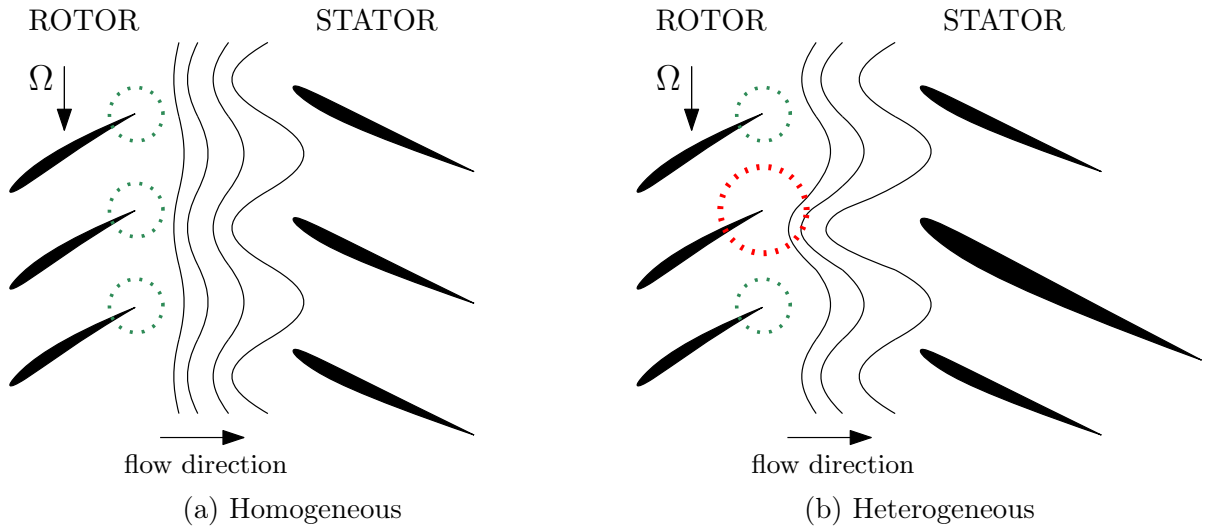 ROTOR STATOR
Ω
flow direction
(a) Homogeneous
ROTOR STATOR
Ω
flow direction
(b) Heterogeneous